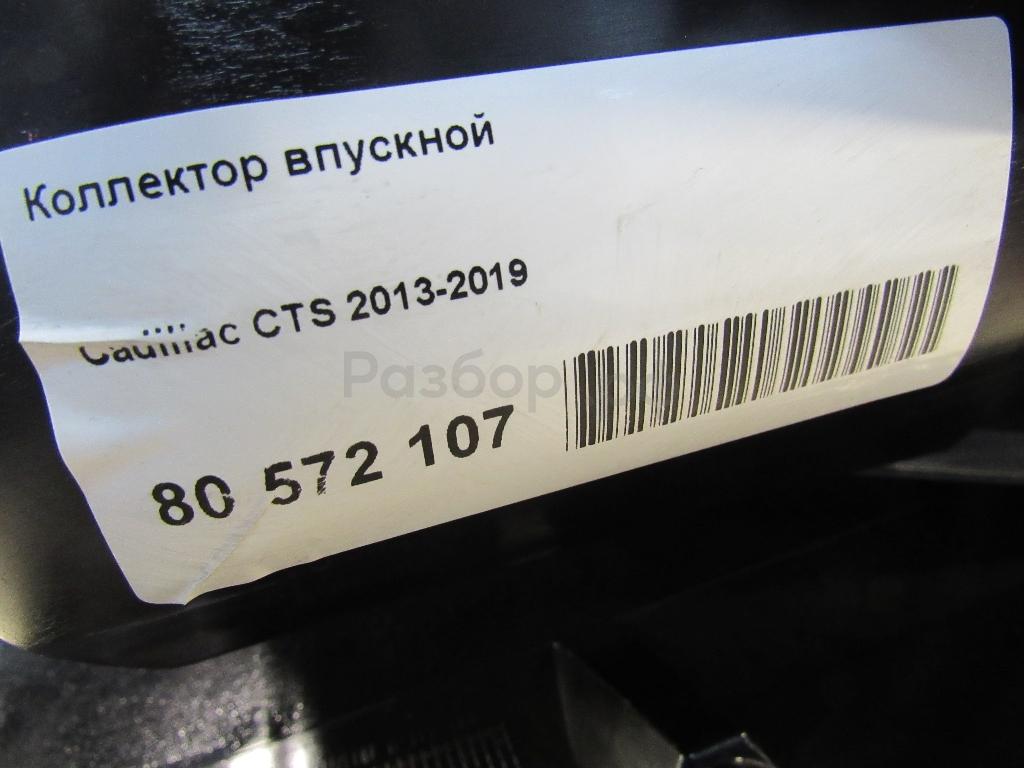 Коллектор впускной
Cadillac CTS 2013-2019
80 572 107